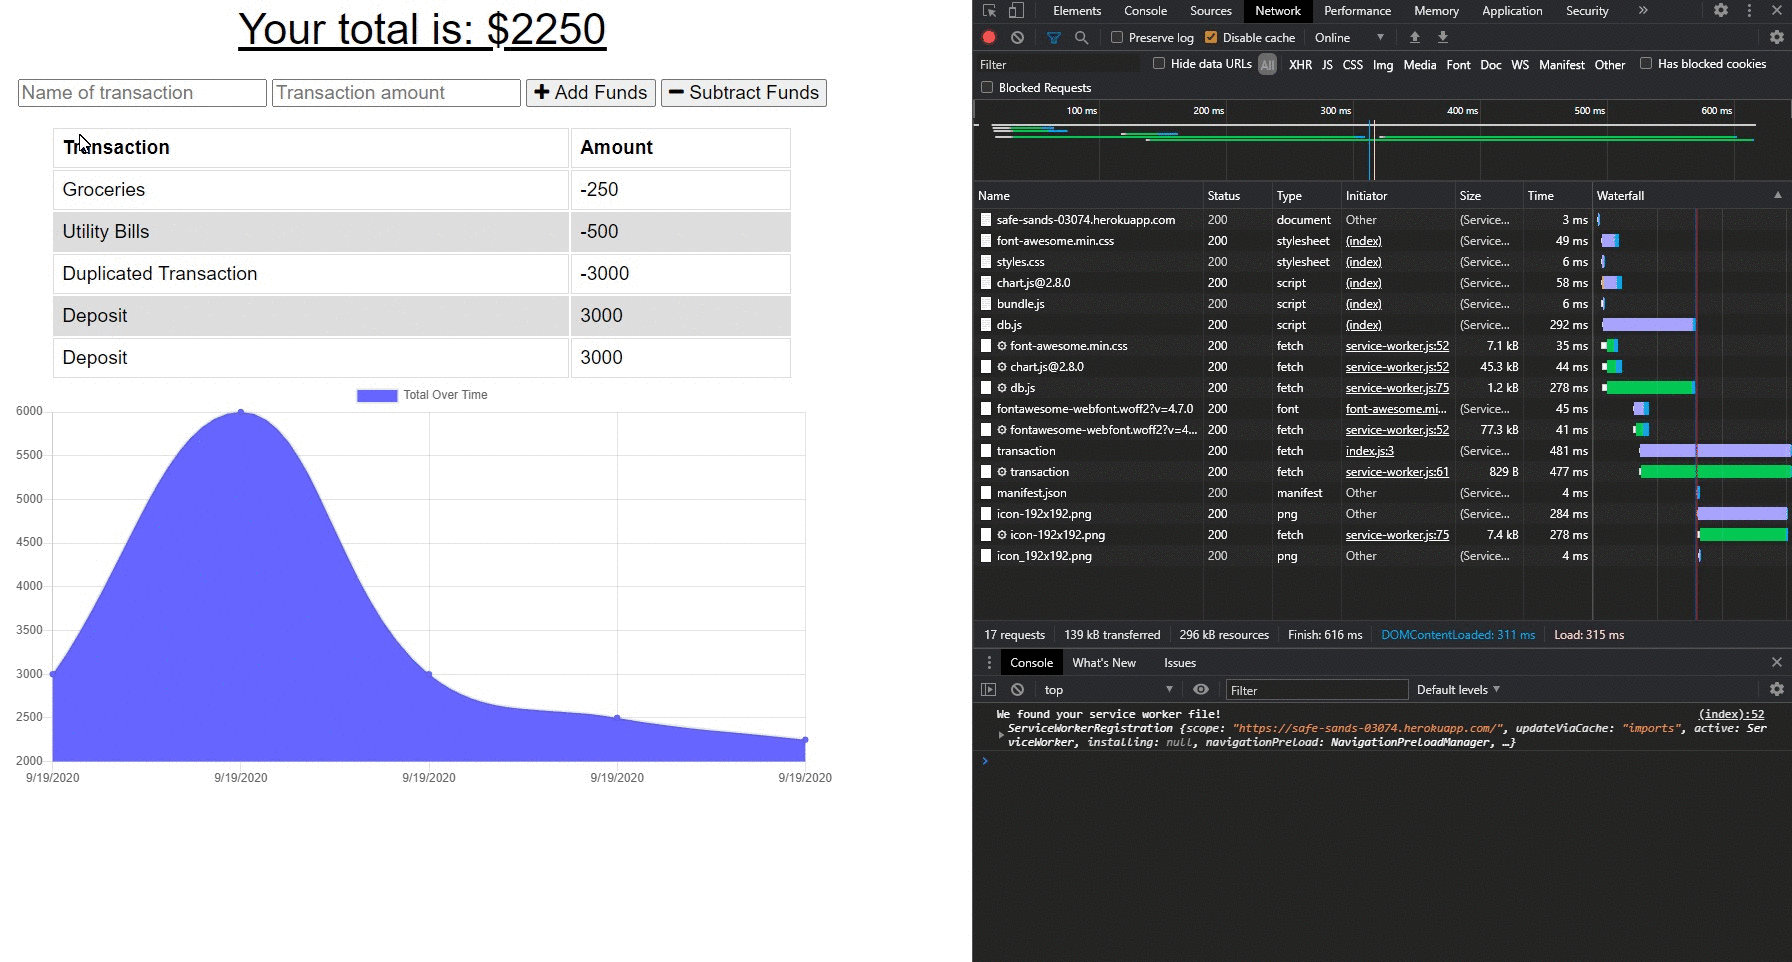 Your total is: $2250
Name of transaction Transaction amount Add Funds Subtract Funds
Transaction Amount
Groceries -250
Utility Bills -500
Duplicated Transaction -3000
Deposit 3000
Deposit 3000
Total Over Time
6000
5500
5000
4500
4000
3500
3000
2500
2000
9/19/2020 9/19/2020 9/19/2020 9/19/2020 9/19/2020
Elements Console Sources Network Performance Memory Application Security »
Preserve log Disable cache Online
Filter Hide data URLs All XHR JS CSS Img Media Font Doc WS Manifest Other Has blocked cookies
Blocked Requests
100 ms 200 ms 300 ms 400 ms 500 ms 600 ms
Name Status Type Initiator Size Time Waterfall
safe-sands-03074.herokuapp.com 200 document Other (Service... 3 ms
font-awesome.min.css 200 stylesheet (index) (Service... 49 ms
styles.css 200 stylesheet (index) (Service... 6 ms
chart.js@2.8.0 200 script (index) (Service... 58 ms
bundle.js 200 script (index) (Service... 6 ms
db.js 200 script (index) (Service... 292 ms
font-awesome.min.css 200 fetch service-worker.js:52 7.1 kB 35 ms
chart.js@2.8.0 200 fetch service-worker.js:52 45.3 kB 44 ms
db.js 200 fetch service-worker.js:75 1.2 kB 278 ms
fontawesome-webfont.woff2?v=4.7.0 200 font font-awesome.mi... (Service... 45 ms
fontawesome-webfont.woff2?v=4... 200 fetch service-worker.js:52 77.3 kB 41 ms
transaction 200 fetch index.js:3 (Service... 481 ms
transaction 200 fetch service-worker.js:61 829 B 477 ms
manifest.json 200 manifest Other (Service... 4 ms
icon-192x192.png 200 png Other (Service... 284 ms
icon-192x192.png 200 fetch service-worker.js:75 7.4 kB 278 ms
icon_192x192.png 200 png Other (Service... 4 ms
17 requests 139 kB transferred 296 kB resources Finish: 616 ms DOMContentLoaded: 311 ms Load: 315 ms
Console What's New Issues
top Filter Default levels
We found your service worker file! (index):52
ServiceWorkerRegistration {scope: "https://safe-sands-03074.herokuapp.com/", updateViaCache: "imports", active: Ser
viceWorker, installing: null, navigationPreload: NavigationPreloadManager, …}